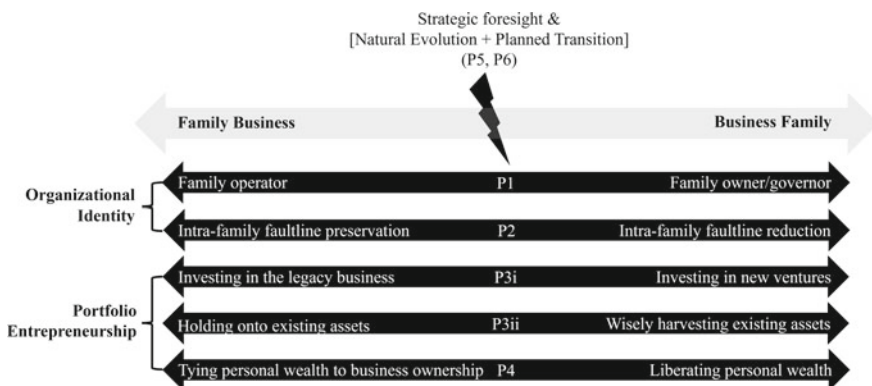 Strategic foresight &
[Natural Evolution + Planned Transition]
(P5, P6)
Family Business Business Family
Organizational
Identity
Family operator P1 Family owner/governor
Intra-family faultline preservation P2 Intra-family faultline reduction
Portfolio
Entrepreneurship
Investing in the legacy business P3i Investing in new ventures
Holding onto existing assets P3ii Wisely harvesting existing assets
Tying personal wealth to business ownership P4 Liberating personal wealth